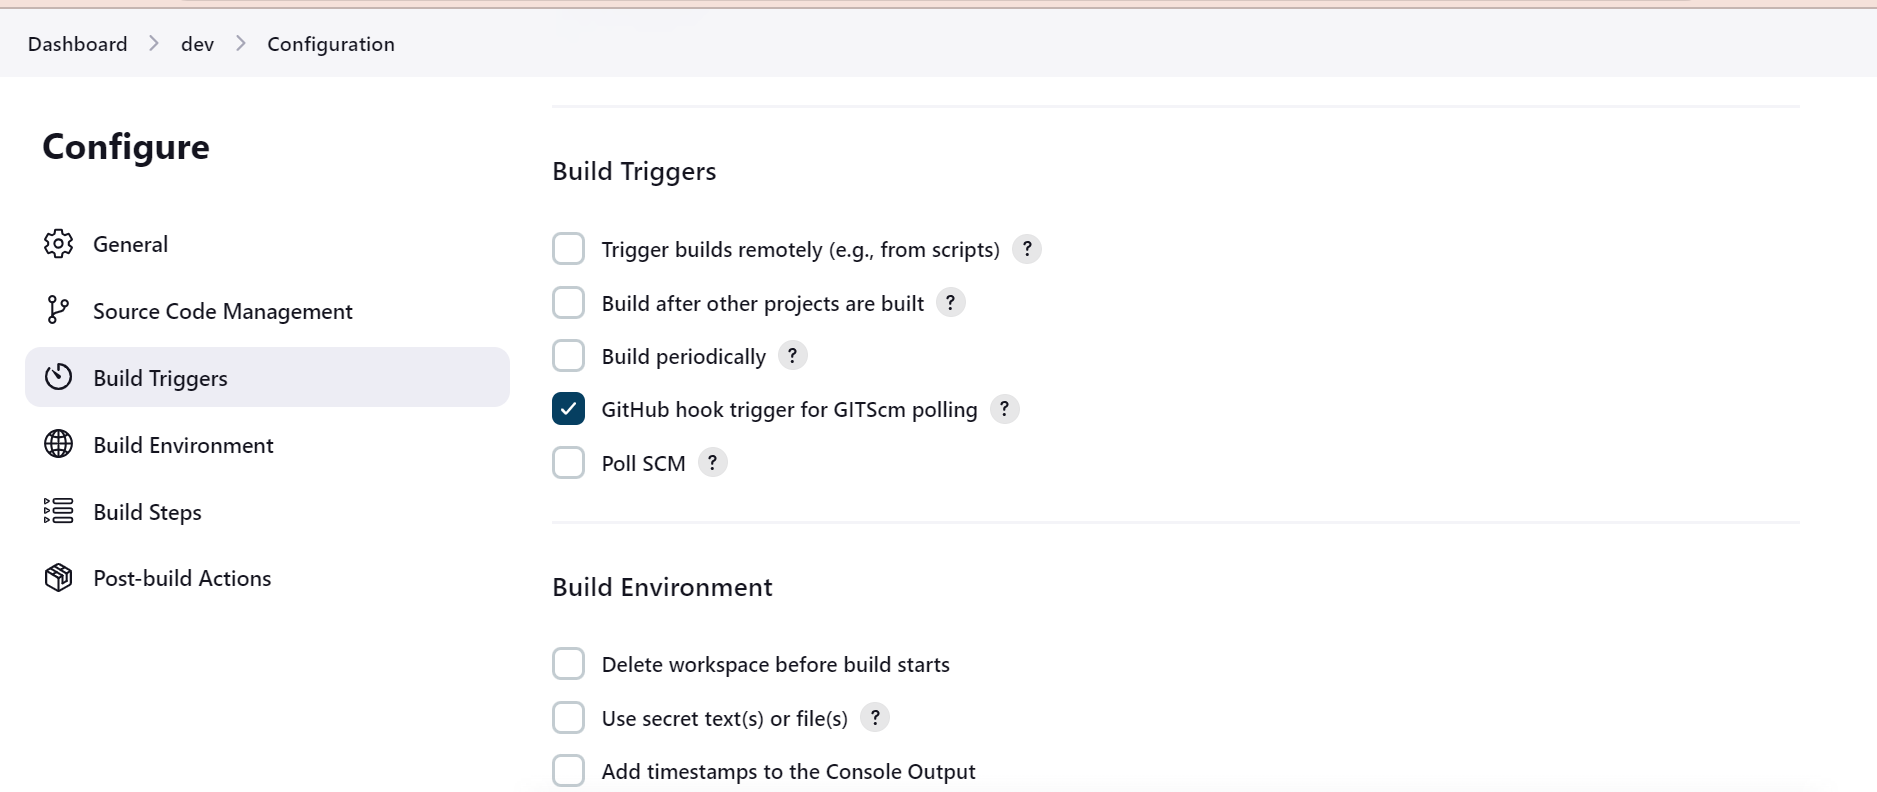 Dashboard > dev > Configuration
Configure
General
Source Code Management
Build Triggers
Build Environment
Build Steps
Post-build Actions
Build Triggers
Trigger builds remotely (e.g., from scripts) ?
Build after other projects are built ?
Build periodically ?
GitHub hook trigger for GITScm polling ?
Poll SCM ?
Build Environment
Delete workspace before build starts
Use secret text(s) or file(s) ?
Add timestamps to the Console Output